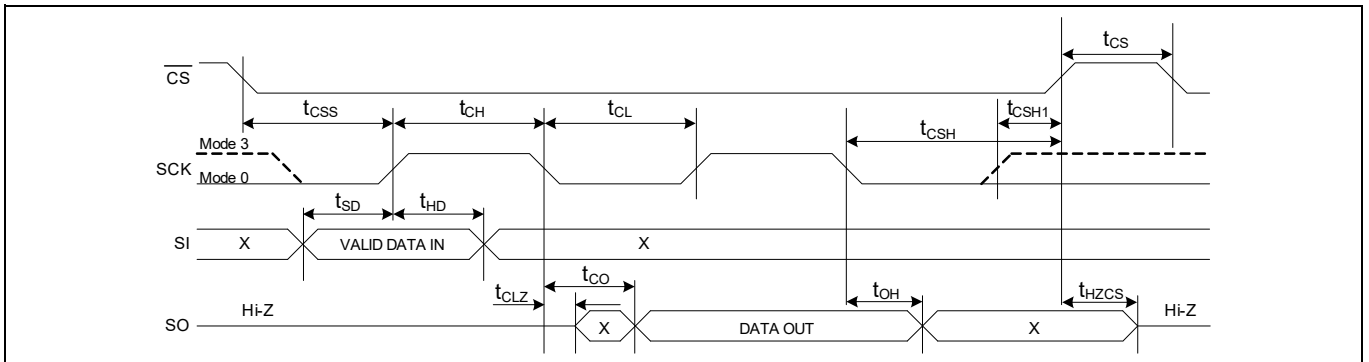 tCS
CS
tCSS tCH tCL tCSH tCSH1
Mode 3
SCK
Mode 0
tSD tHD
SI X VALID DATA IN X
tCO
tCLZ tOH tHZCS
Hi-Z Hi-Z
SO X DATA OUT X